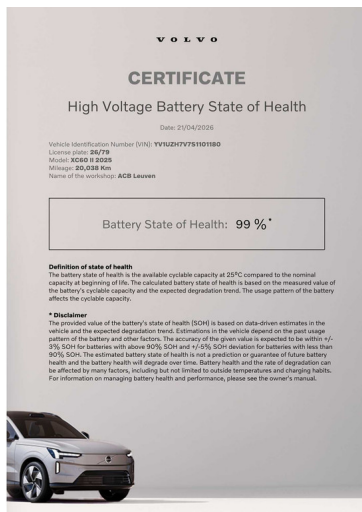 VOLVO
CERTIFICATE
High Voltage Battery State of Health
Date: 21/04/2026
Vehicle Identification Number (VIN): YV1UZH7V7S1101180
License plate: 26/79
Model: XC60 II 2025
Mileage: 20,038 Km
Name of the workshop: ACB Leuven
Battery State of Health: 99 %*
Definition of state of health
The battery state of health is the available cyclable capacity at 25°C compared to the nominal
capacity at beginning of life. The calculated battery state of health is based on the measured value of
the battery's cyclable capacity and the expected degradation trend. The usage pattern of the battery
affects the cyclable capacity.
* Disclaimer
The provided value of the battery's state of health (SOH) is based on data-driven estimates in the
vehicle and the expected degradation trend. Estimations in the vehicle depend on the past usage
pattern of the battery and other factors. The accuracy of the given value is expected to be within +/-
3% SOH for batteries with above 90% SOH and +/-5% SOH deviation for batteries with less than
90% SOH. The estimated battery state of health is not a prediction or guarantee of future battery
health and the battery health will degrade over time. Battery health and the rate of degradation can
be affected by many factors, including but not limited to outside temperatures and charging habits.
For information on managing battery health and performance, please see the owner's manual.